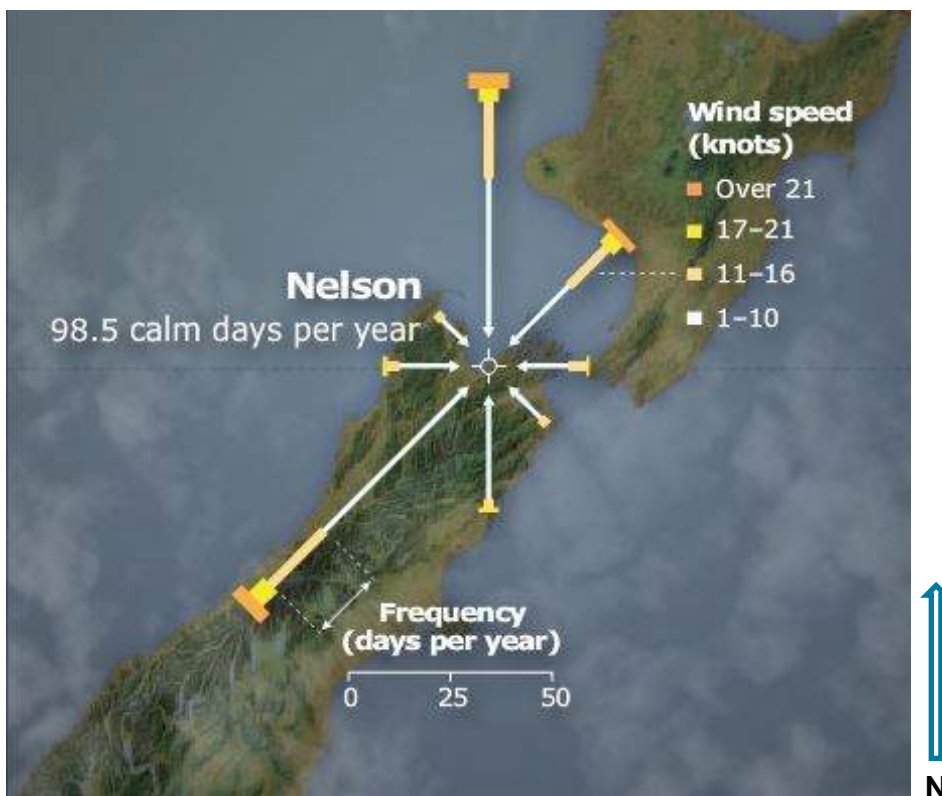 Wind speed
(knots)
Over 21
17–21
11–16
1–10
Nelson
98.5 calm days per year
Frequency
(days per year)
0 25 50
N